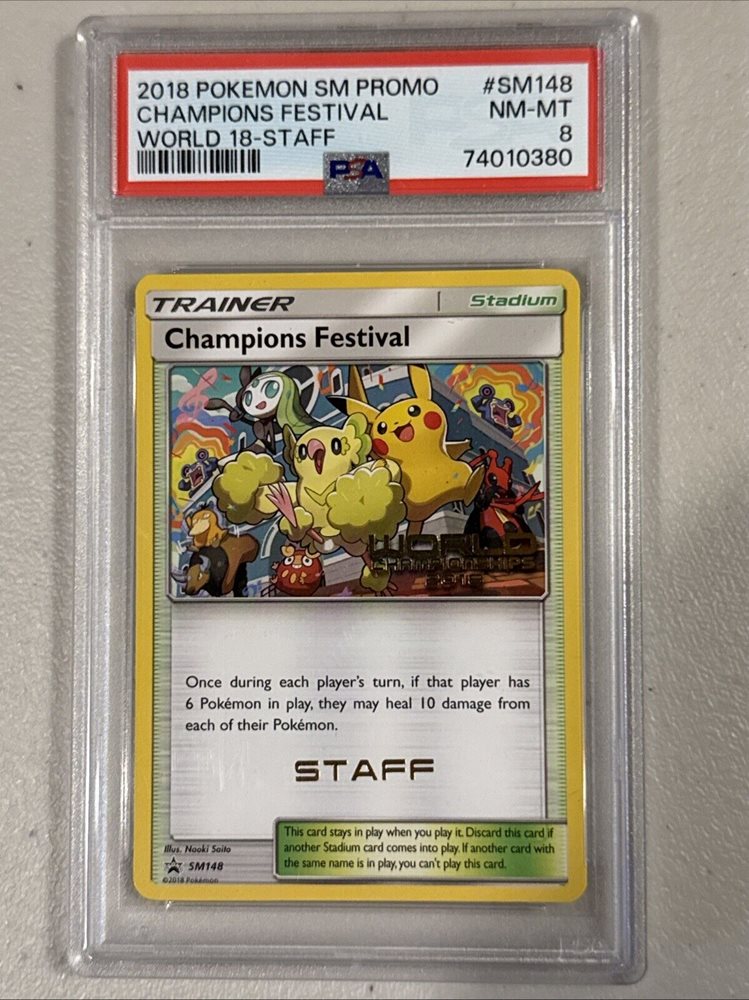 2018 POKEMON SM PROMO #SM148
CHAMPIONS FESTIVAL NM-MT
WORLD 18-STAFF 8
74010380
PSA
TRAINER Stadium
Champions Festival
WORLD
CHAMPIONSHIPS
2018
Once during each player's turn, if that player has
6 Pokémon in play, they may heal 10 damage from
each of their Pokémon.
STAFF
This card stays in play when you play it. Discard this card if
another Stadium card comes into play. If another card with
the same name is in play, you can't play this card.
Illus. Naoki Saito
SM148
©2018 Pokémon